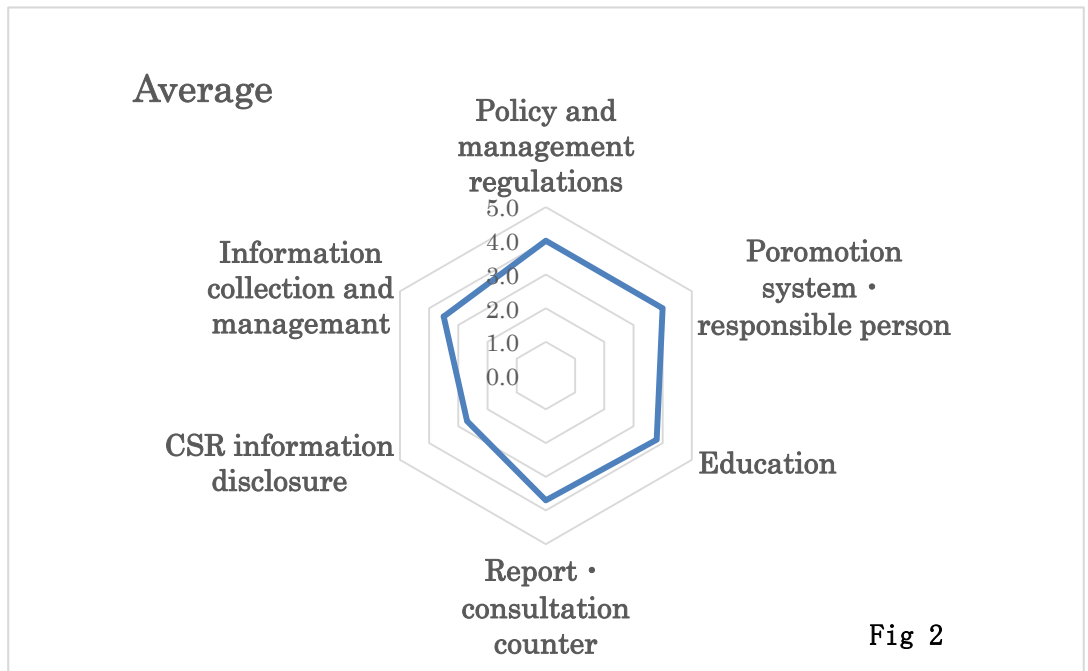 Average
Policy and
management
regulations
5.0
4.0
3.0
2.0
1.0
0.0
Poromotion
system・
responsible person
Education
Report・
consultation
counter
CSR information
disclosure
Information
collection and
managemant
Fig 2